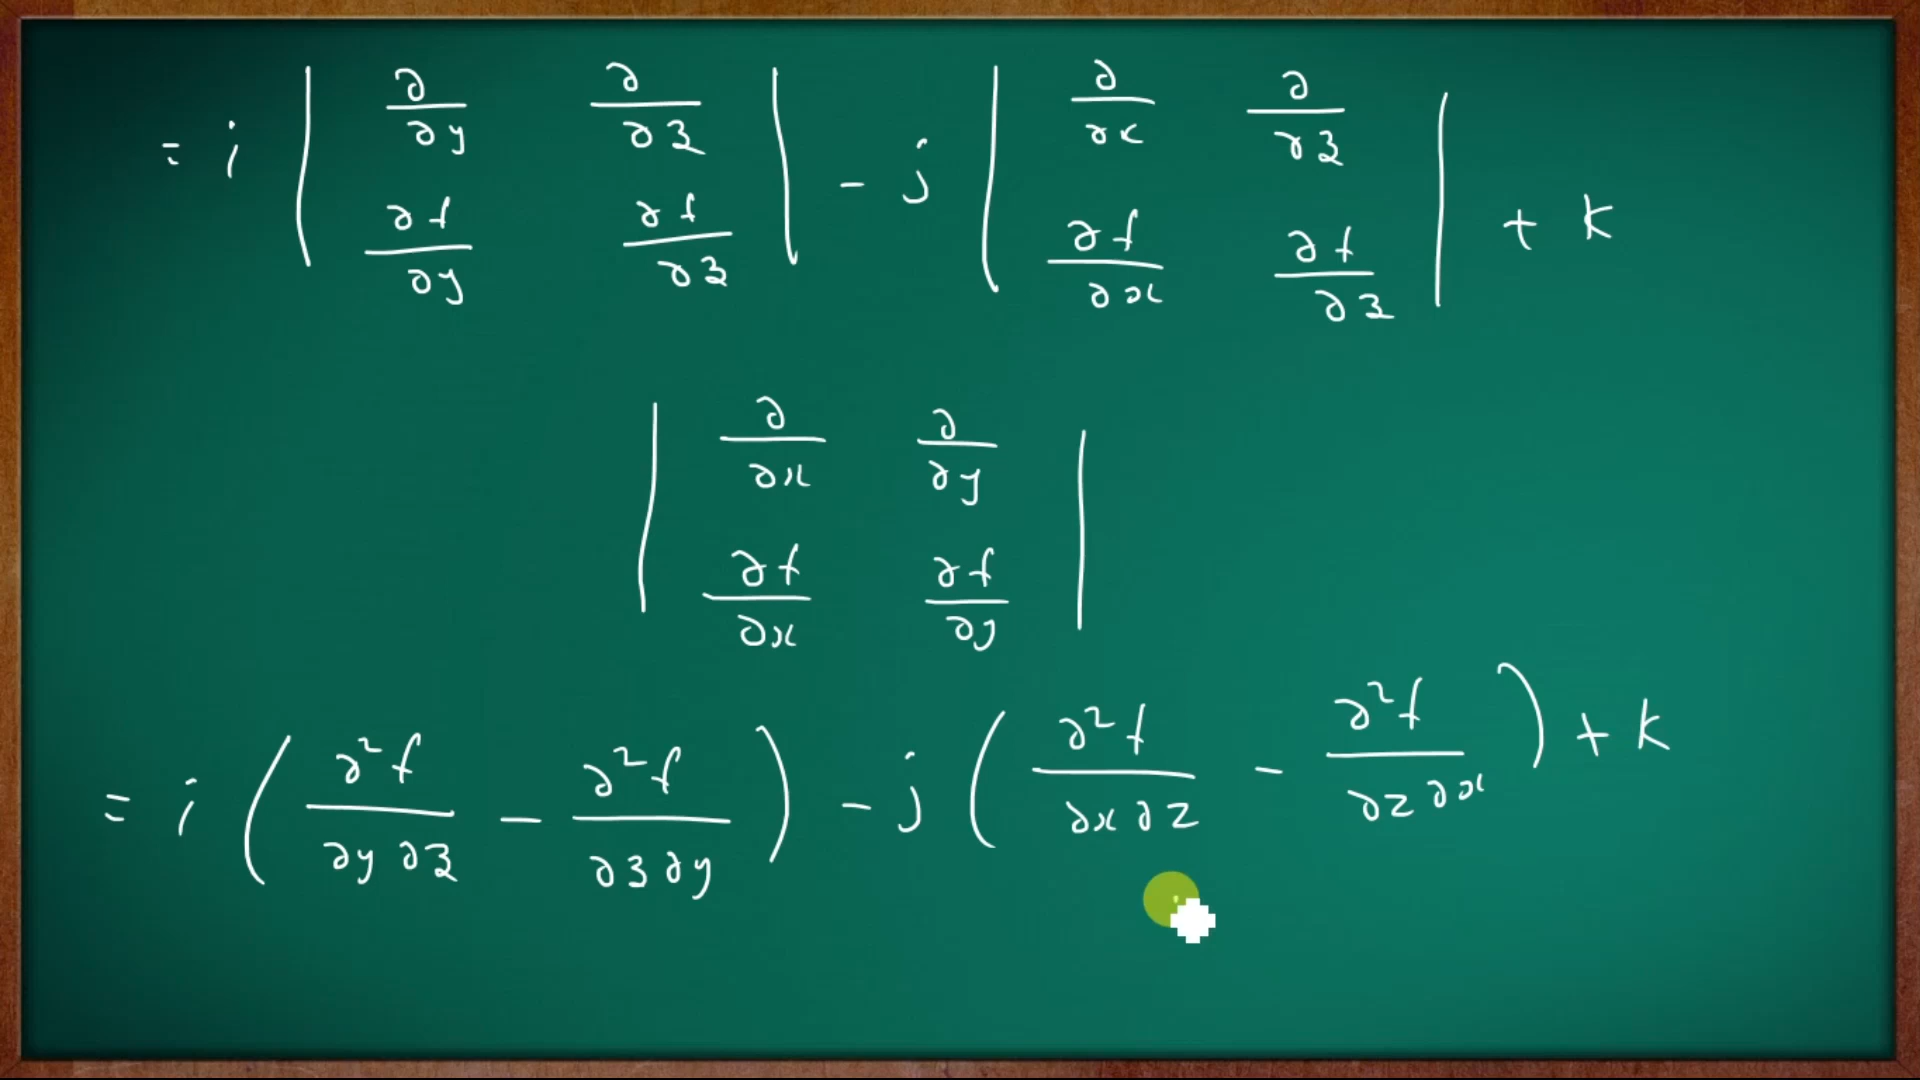 = i | ∂/∂y ∂/∂z ; ∂f/∂y ∂f/∂z | - j | ∂/∂x ∂/∂z ; ∂f/∂x ∂f/∂z | + k
| ∂/∂x ∂/∂y ; ∂f/∂x ∂f/∂y |
= i ( ∂²f/∂y∂z - ∂²f/∂z∂y ) - j ( ∂²f/∂x∂z - ∂²f/∂z∂x ) + k